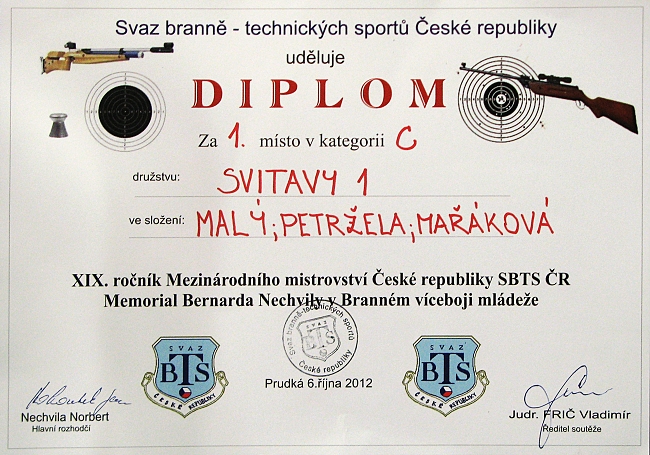 Svaz branně - technických sportů České republiky
uděluje
DIPLOM
Za 1. místo v kategorii C
družstvu: SVITAVY 1
ve složení: MALÝ; PETRŽELA; MAŘÁKOVÁ
XIX. ročník Mezinárodního mistrovství České republiky SBTS ČR
Memorial Bernarda Nechvíly v Branném víceboji mládeže
Svaz branně-technických sportů
SVAZ BTS
České republiky
SVAZ
BTS
ČESKÉ REPUBLIKY
SVAZ
BTS
ČESKÉ REPUBLIKY
Prudká 6.října 2012
Nechvila Norbert
Hlavní rozhodčí
Judr. FRIČ Vladimír
Ředitel soutěže